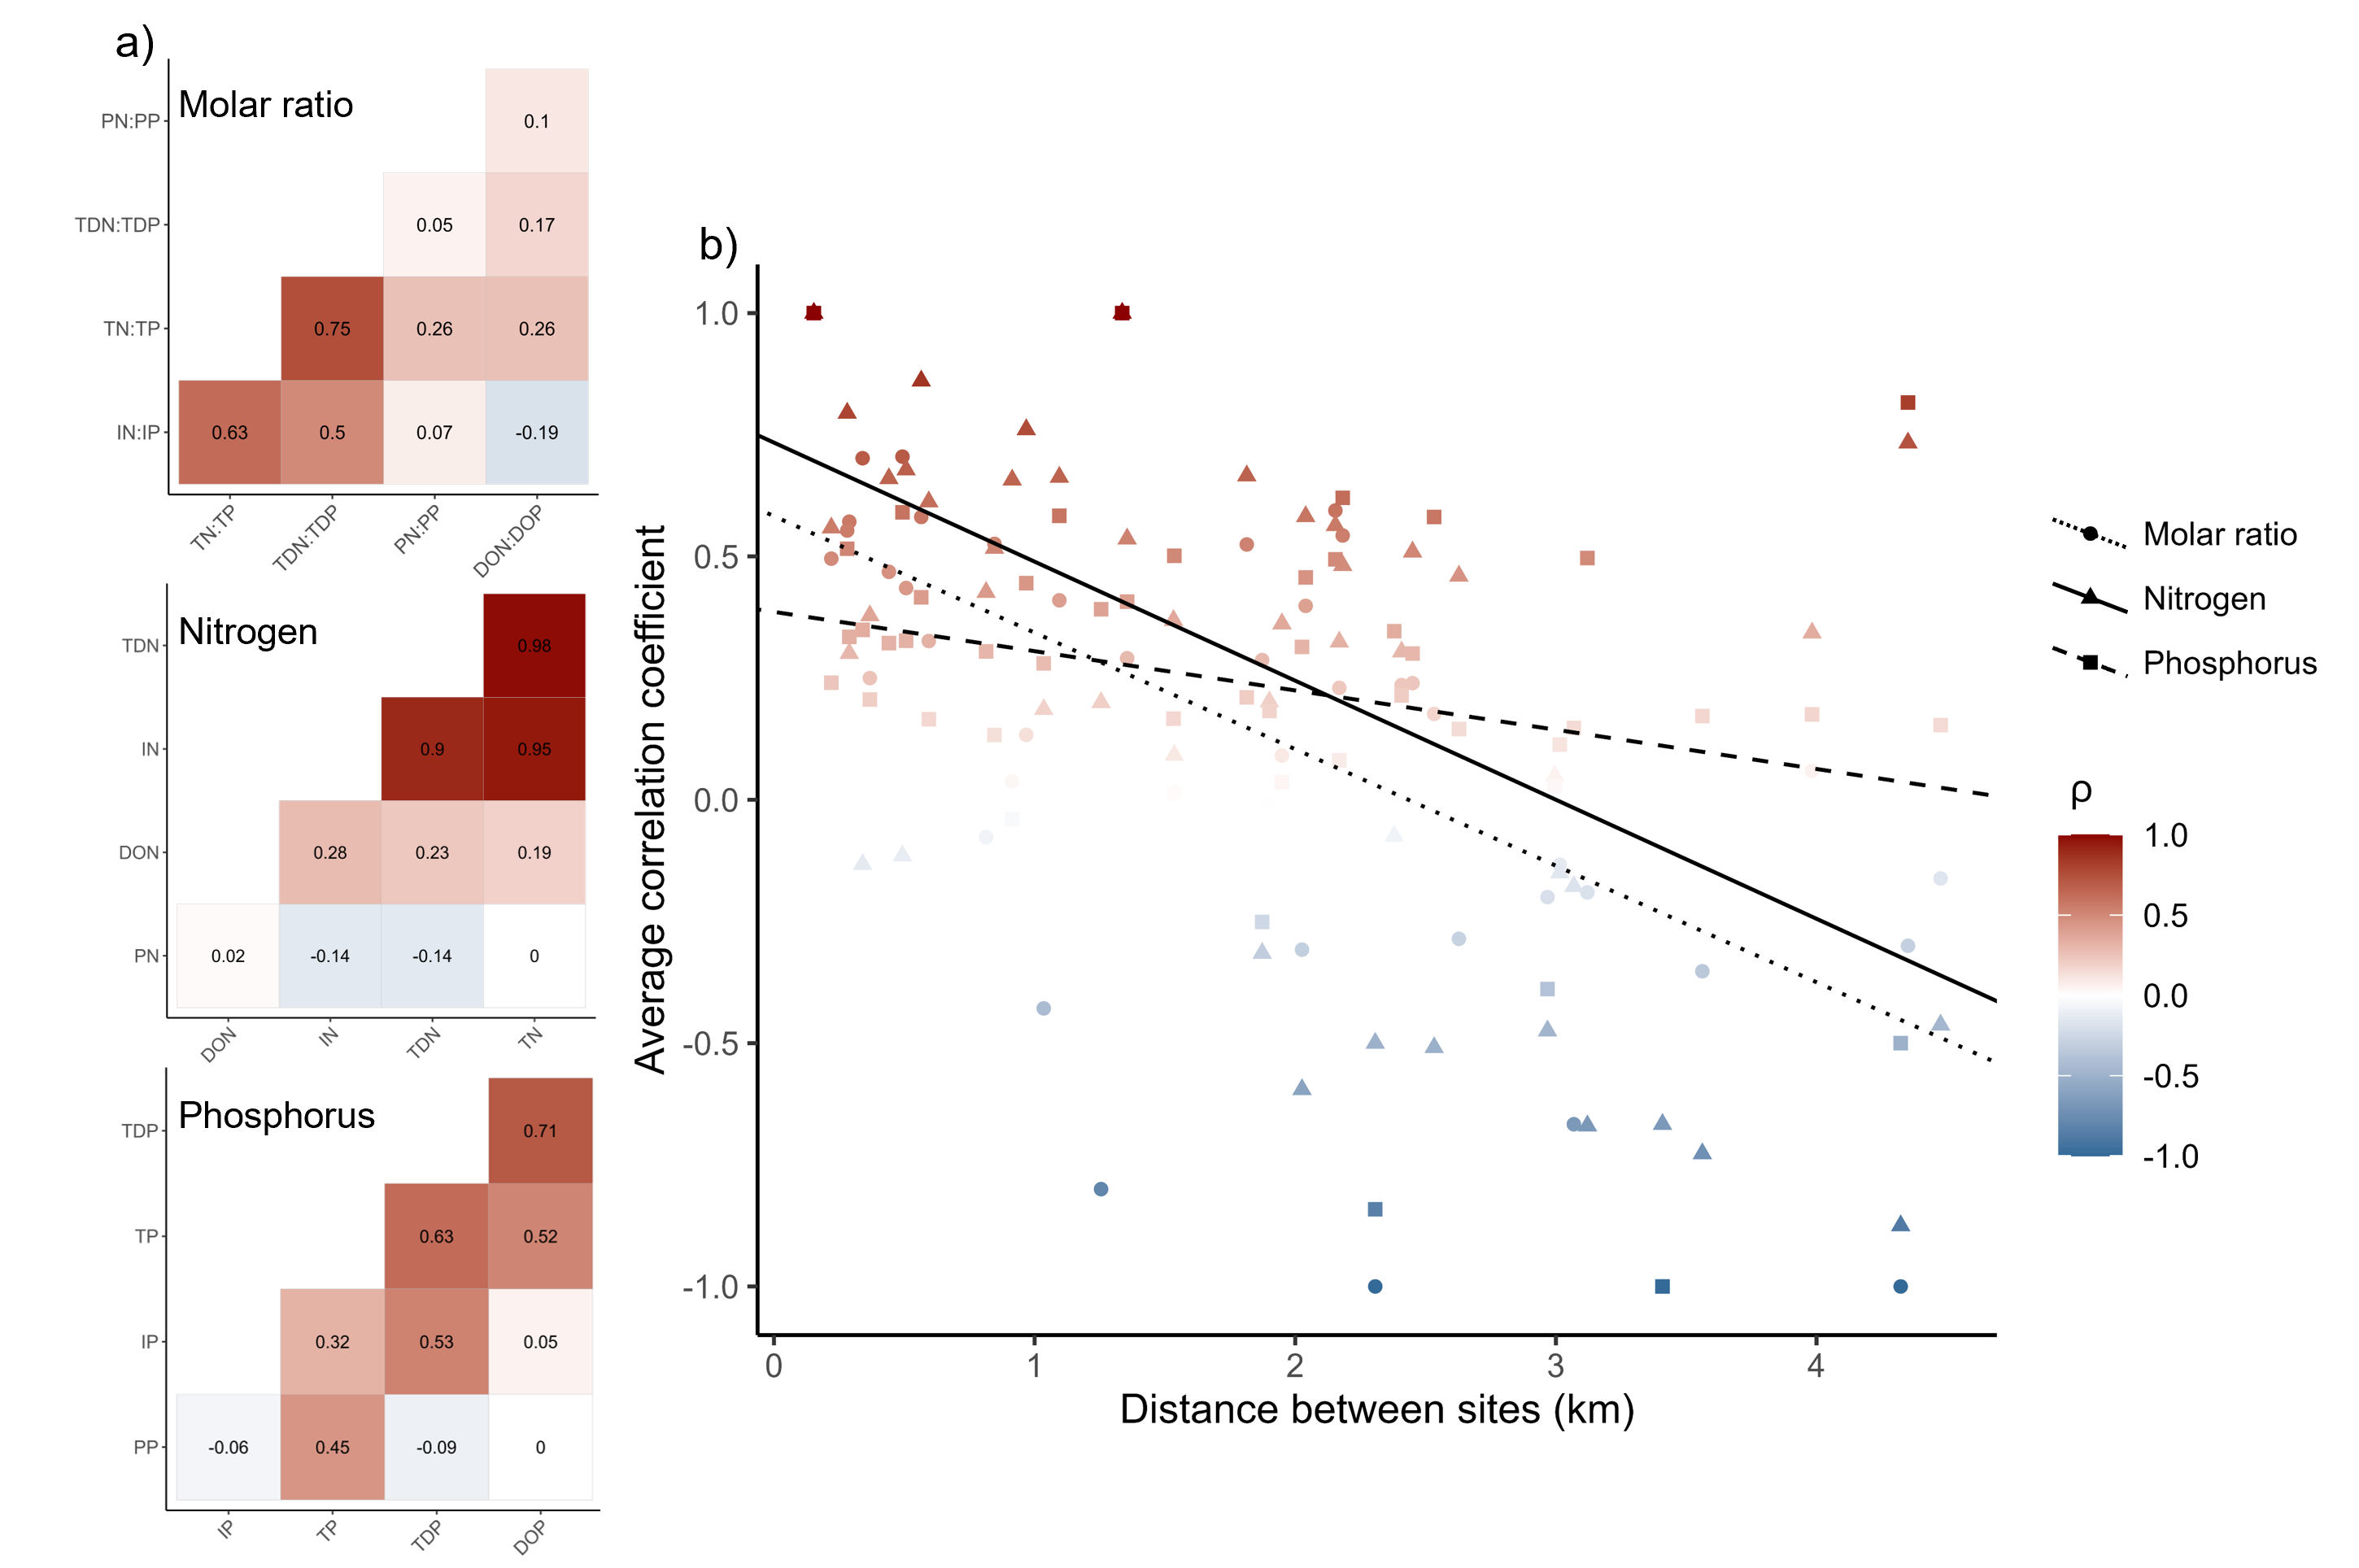 a)
Molar ratio
PN:PP
0.1
TDN:TDP
0.05 0.17
TN:TP
0.75 0.26 0.26
IN:IP
0.63 0.5 0.07 -0.19
TN:TP TDN:TDP PN:PP DON:DOP
Nitrogen
TDN
0.98
IN
0.9 0.95
DON
0.28 0.23 0.19
PN
0.02 -0.14 -0.14 0
DON IN TDN TN
Phosphorus
TDP
0.71
TP
0.63 0.52
IP
0.32 0.53 0.05
PP
-0.06 0.45 -0.09 0
IP TP TDP DOP
b)
Average correlation coefficient
1.0
0.5
0.0
-0.5
-1.0
0 1 2 3 4
Distance between sites (km)
Molar ratio
Nitrogen
Phosphorus
ρ
1.0
0.5
0.0
-0.5
-1.0